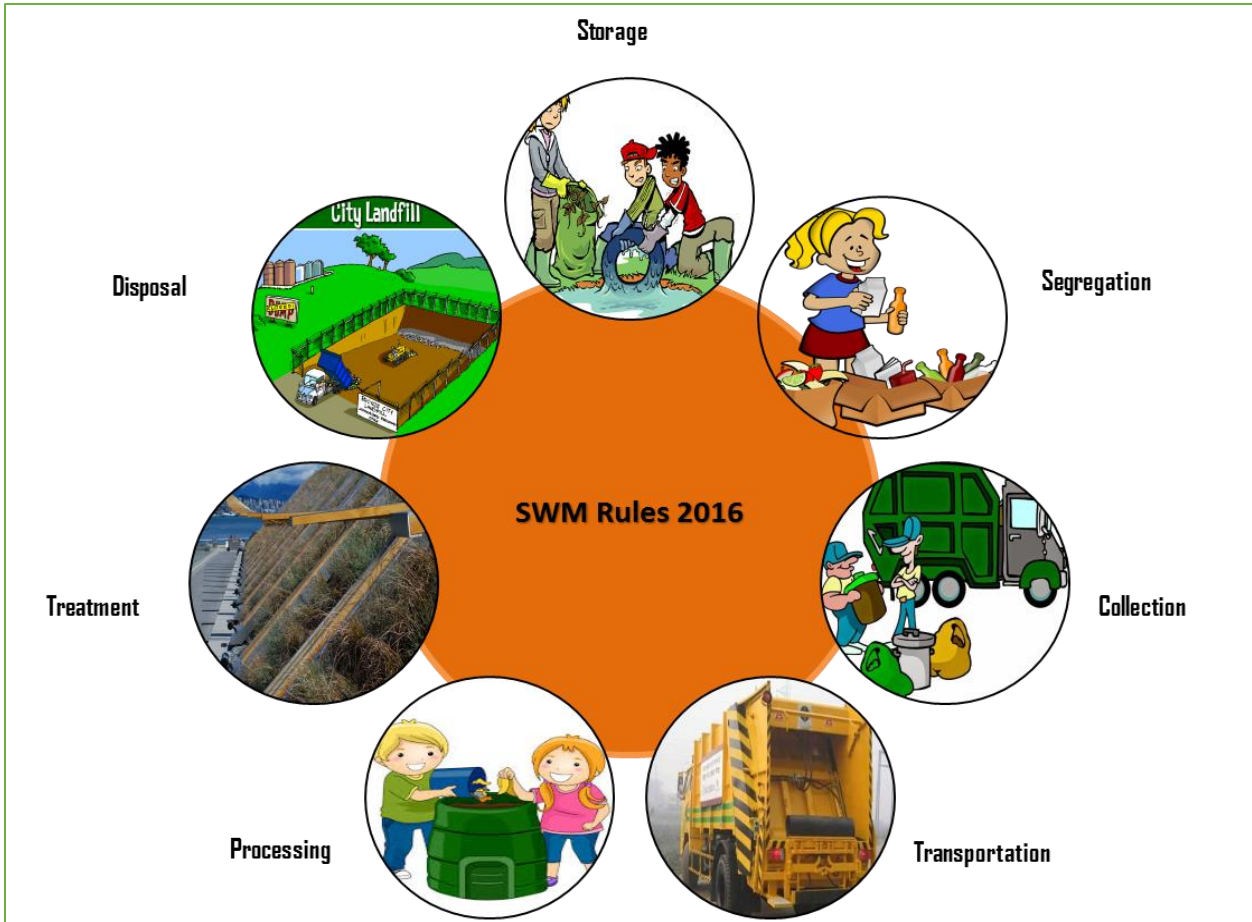 Storage
City Landfill
Disposal
Segregation
SWM Rules 2016
Treatment
Collection
Processing
Transportation